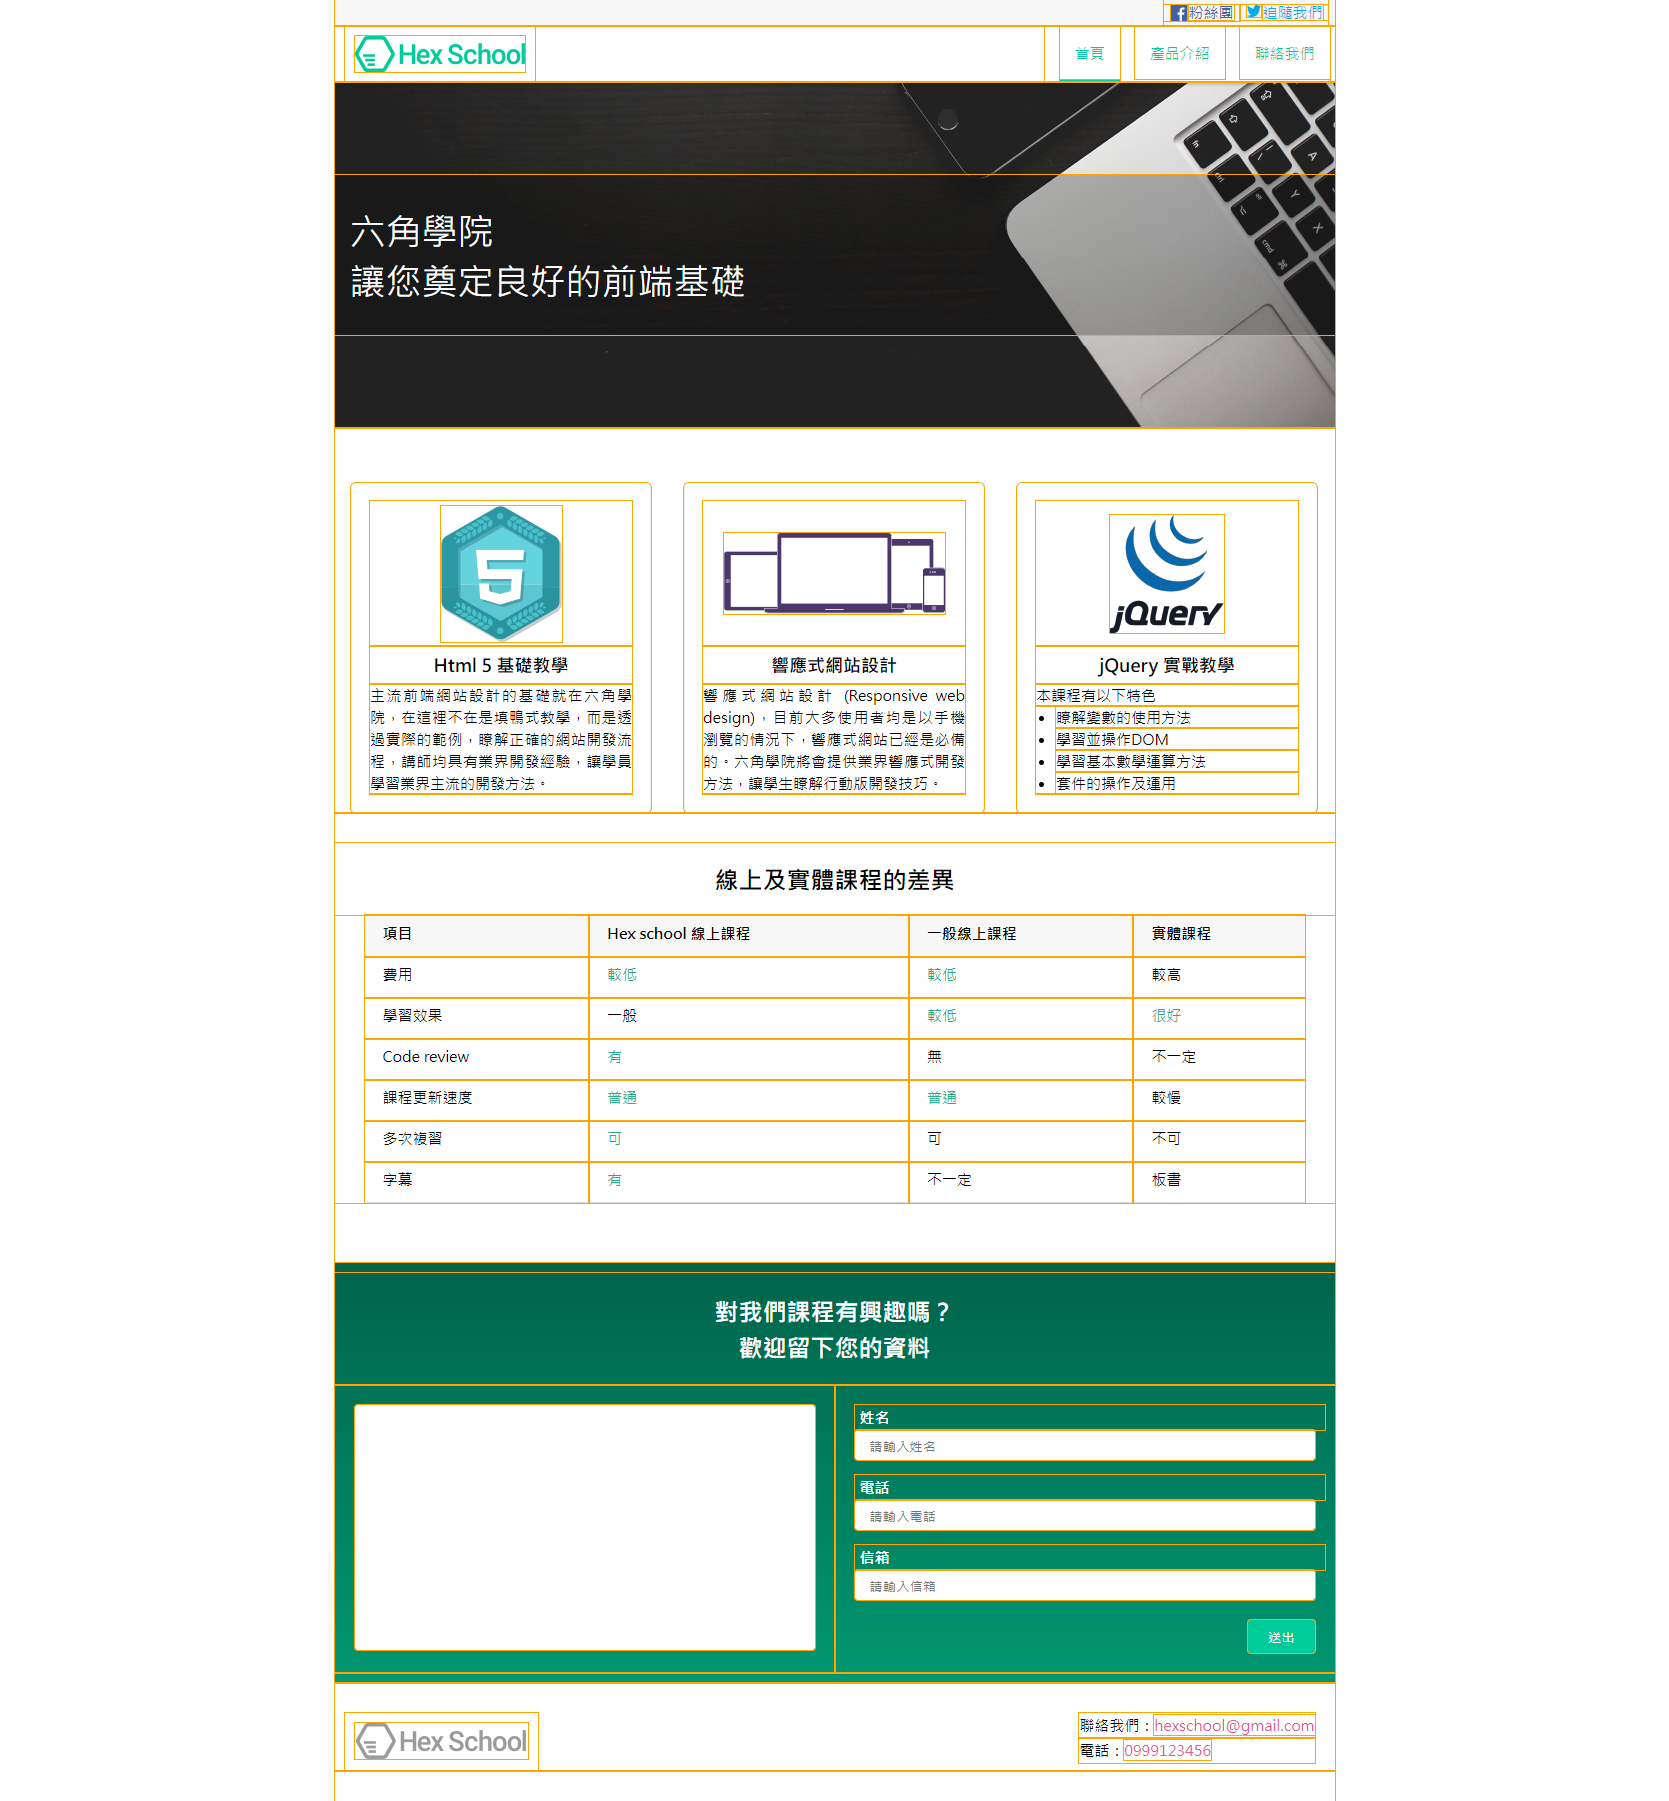 粉絲團 追隨我們
Hex School 首頁 產品介紹 聯絡我們
六角學院
讓您奠定良好的前端基礎
jQuery
Html 5 基礎教學
主流前端網站設計的基礎就在六角學
院，在這裡不在是填鴨式教學，而是透
過實際的範例，瞭解正確的網站開發流
程，講師均具有業界開發經驗，讓學員
學習業界主流的開發方法。
響應式網站設計
響應式網站設計 (Responsive web
design)，目前大多使用者均是以手機
瀏覽的情況下，響應式網站已經是必備
的。六角學院將會提供業界響應式開發
方法，讓學生瞭解行動版開發技巧。
jQuery 實戰教學
本課程有以下特色
瞭解變數的使用方法
學習並操作DOM
學習基本數學運算方法
套件的操作及運用
線上及實體課程的差異
項目 Hex school 線上課程 一般線上課程 實體課程
費用 較低 較低 較高
學習效果 一般 較低 很好
Code review 有 無 不一定
課程更新速度 普通 普通 較慢
多次複習 可 可 不可
字幕 有 不一定 板書
對我們課程有興趣嗎？
歡迎留下您的資料
姓名
請輸入姓名
電話
請輸入電話
信箱
請輸入信箱
送出
Hex School
聯絡我們：hexschool@gmail.com
電話：0999123456